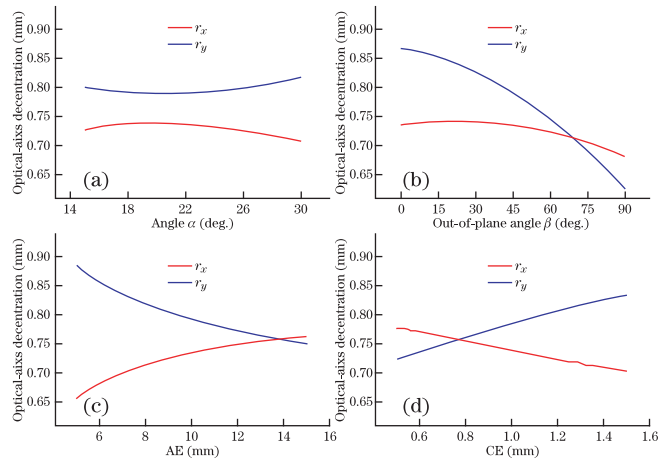 Optical-aixs decentration (mm)
0.90
0.85
0.80
0.75
0.70
0.65
r_x
r_y
(a)
14 18 22 26 30
Angle α (deg.)
Optical-aixs decentration (mm)
0.90
0.85
0.80
0.75
0.70
0.65
r_x
r_y
(b)
0 15 30 45 60 75 90
Out-of-plane angle β (deg.)
Optical-aixs decentration (mm)
0.90
0.85
0.80
0.75
0.70
0.65
r_x
r_y
(c)
6 8 10 12 14 16
AE (mm)
Optical-aixs decentration (mm)
0.90
0.85
0.80
0.75
0.70
0.65
r_x
r_y
(d)
0.6 0.8 1.0 1.2 1.4 1.6
CE (mm)